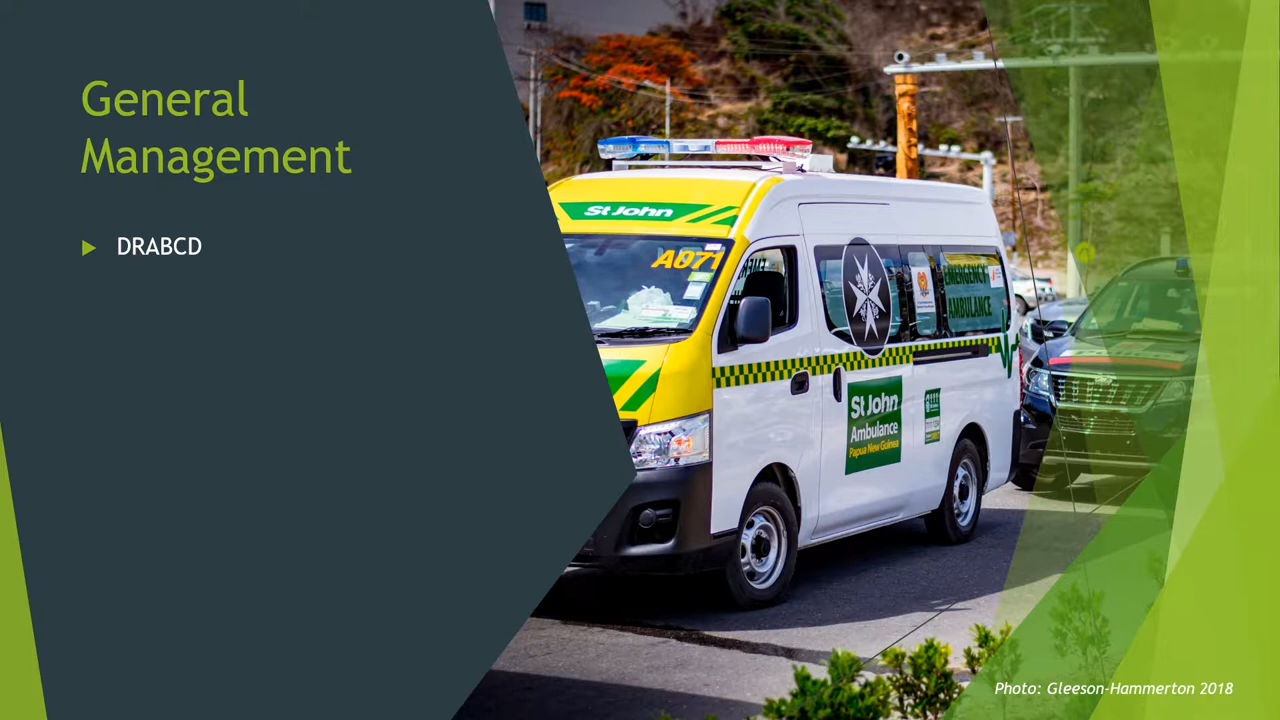 General
Management
DRABCD
St John
A071
EMERGENCY
AMBULANCE
St John
Ambulance
Papua New Guinea
Photo: Gleeson-Hammerton 2018